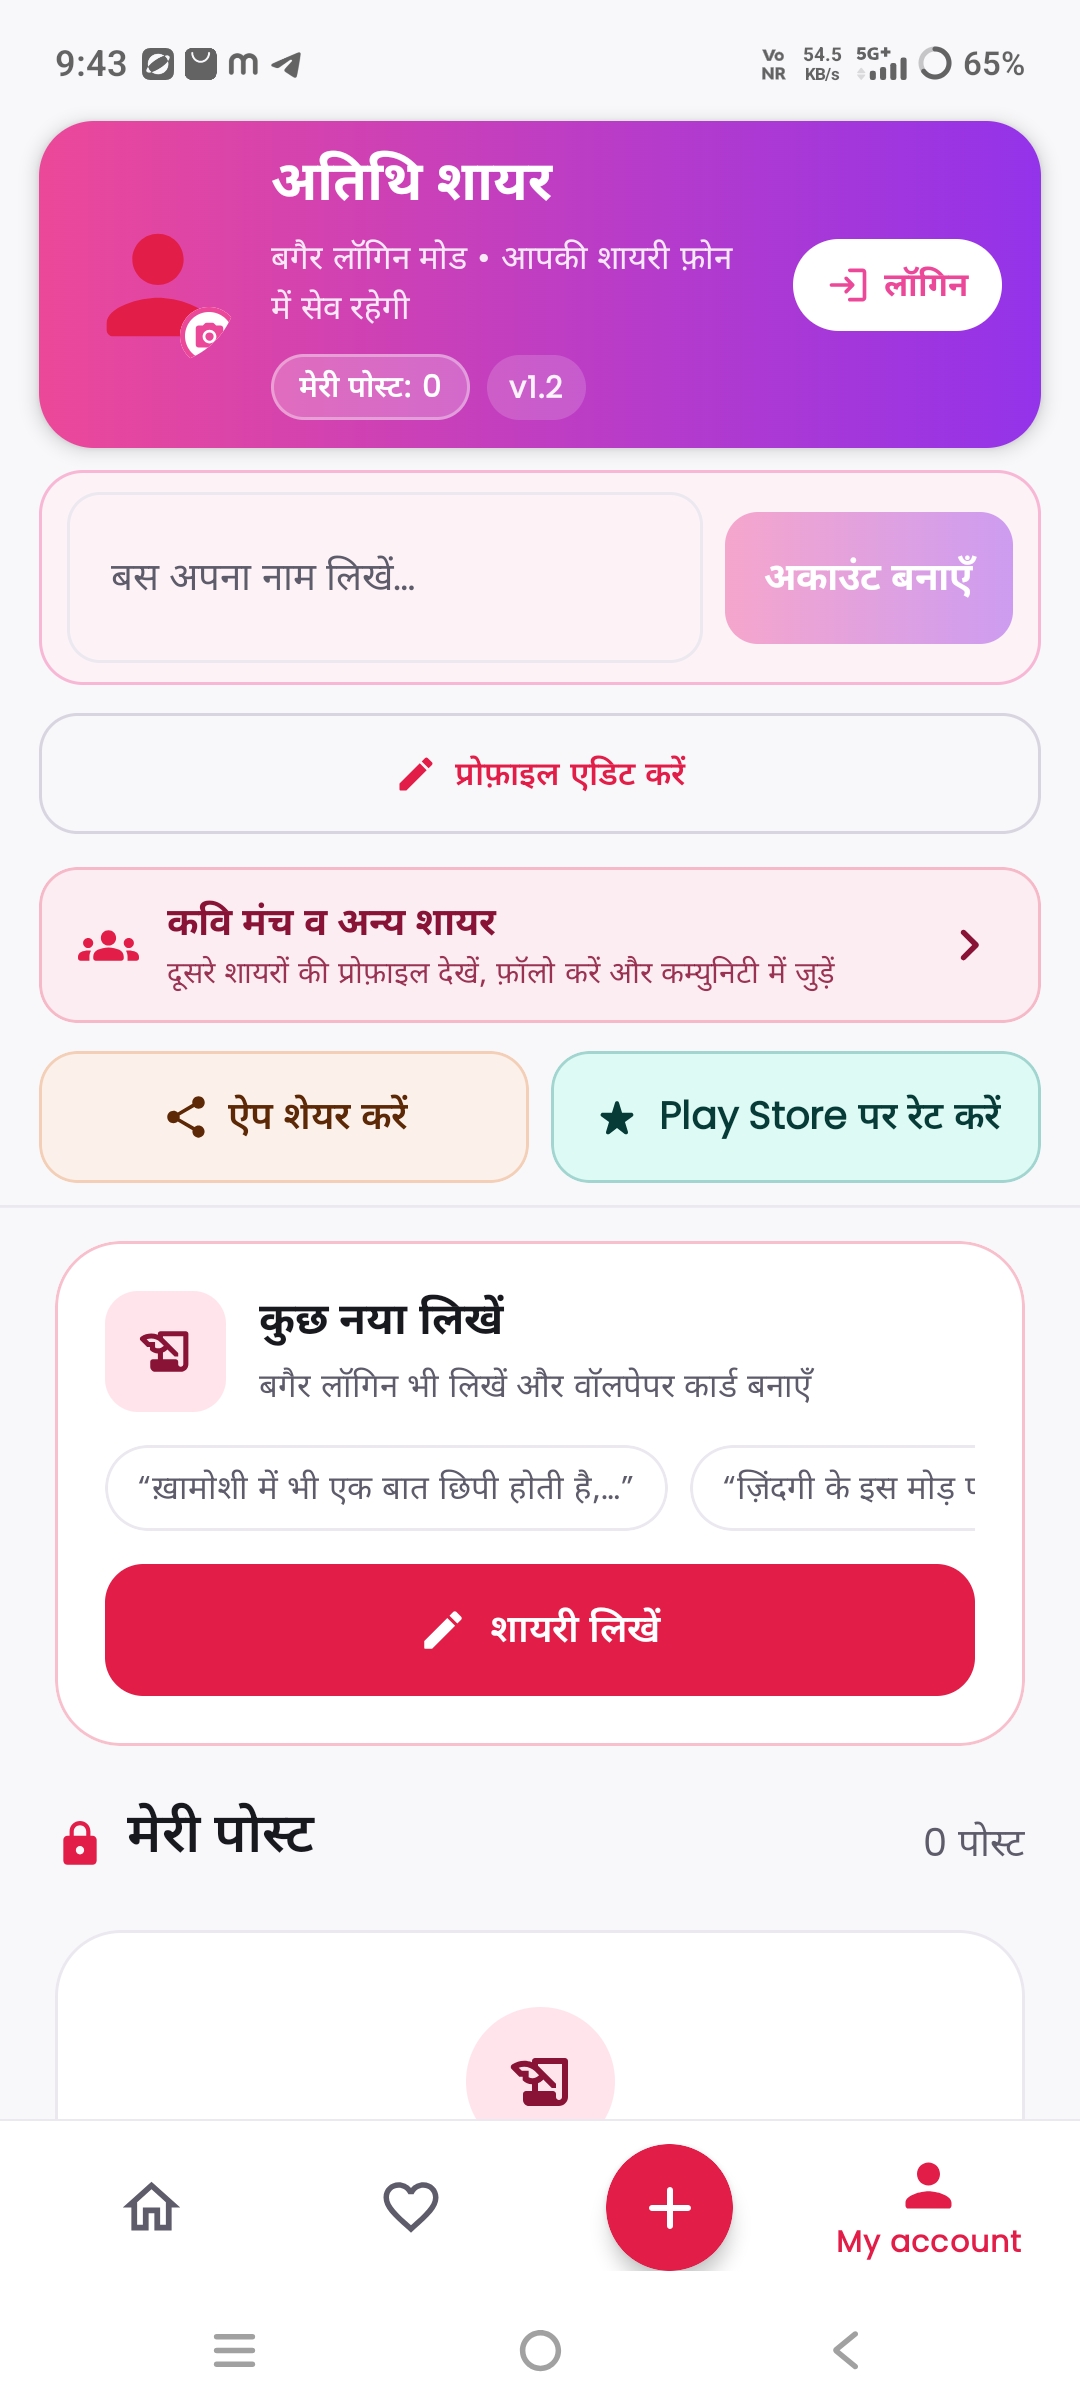 9:43
Vo NR
54.5 KB/s
5G+
65%
अतिथि शायर
बगैर लॉगिन मोड • आपकी शायरी फ़ोन
में सेव रहेगी
लॉगिन
मेरी पोस्ट: 0
v1.2
बस अपना नाम लिखें...
अकाउंट बनाएँ
प्रोफ़ाइल एडिट करें
कवि मंच व अन्य शायर
दूसरे शायरों की प्रोफ़ाइल देखें, फ़ॉलो करें और कम्युनिटी में जुड़ें
ऐप शेयर करें
Play Store पर रेट करें
कुछ नया लिखें
बगैर लॉगिन भी लिखें और वॉलपेपर कार्ड बनाएँ
“ख़ामोशी में भी एक बात छिपी होती है,...”
“ज़िंदगी के इस मोड़
शायरी लिखें
मेरी पोस्ट
0 पोस्ट
My account